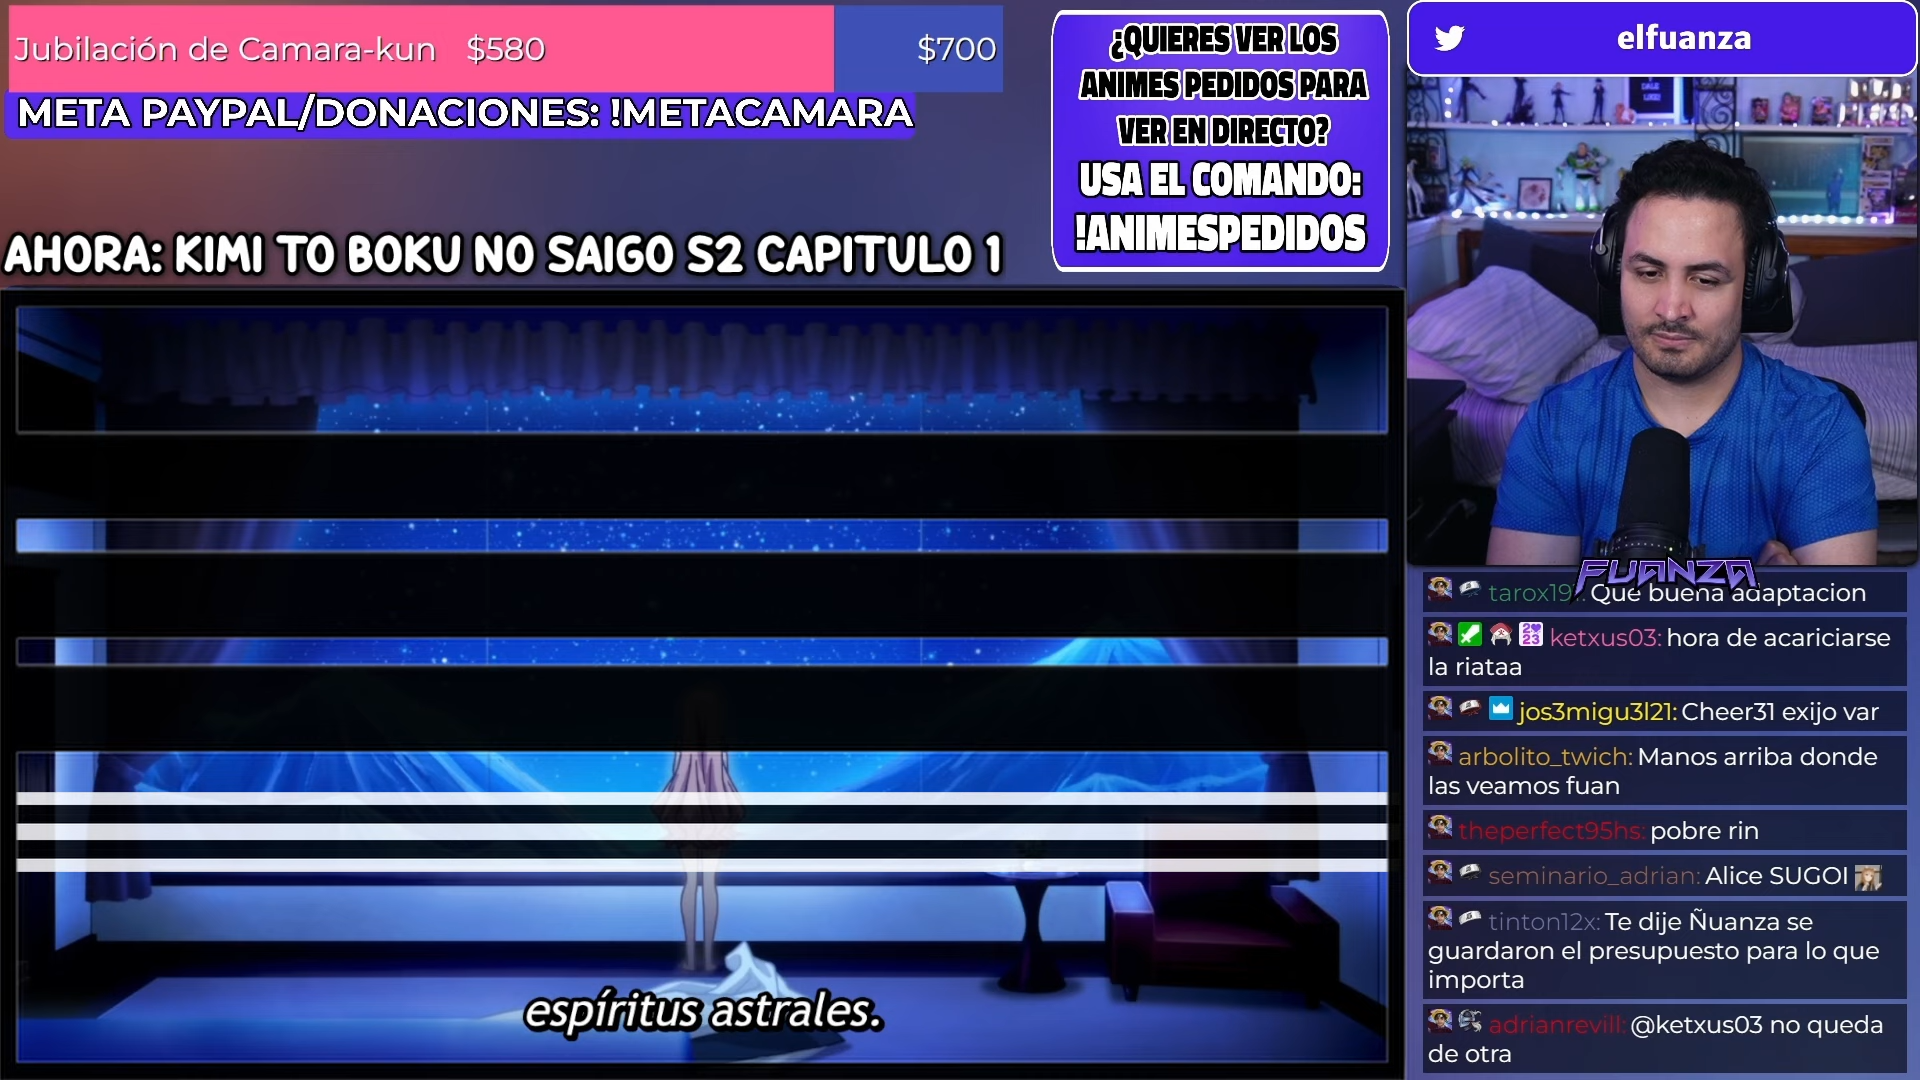 Jubilación de Camara-kun $580 $700
META PAYPAL/DONACIONES: !METACAMARA
¿QUIERES VER LOS
ANIMES PEDIDOS PARA
VER EN DIRECTO?
USA EL COMANDO:
!ANIMESPEDIDOS
elfuanza
AHORA: KIMI TO BOKU NO SAIGO S2 CAPITULO 1
FUANZA
Que buena adaptacion
ketxus03: hora de acariciarse
la riataa
jos3migu3l21: Cheer31 exijo var
arbolito_twich: Manos arriba donde
las veamos fuan
theperfect95hs: pobre rin
seminario_adrian: Alice SUGOI
tinton12x: Te dije Ñuanza se
guardaron el presupuesto para lo que
importa
adrianrevill: @ketxus03 no queda
de otra
espíritus astrales.